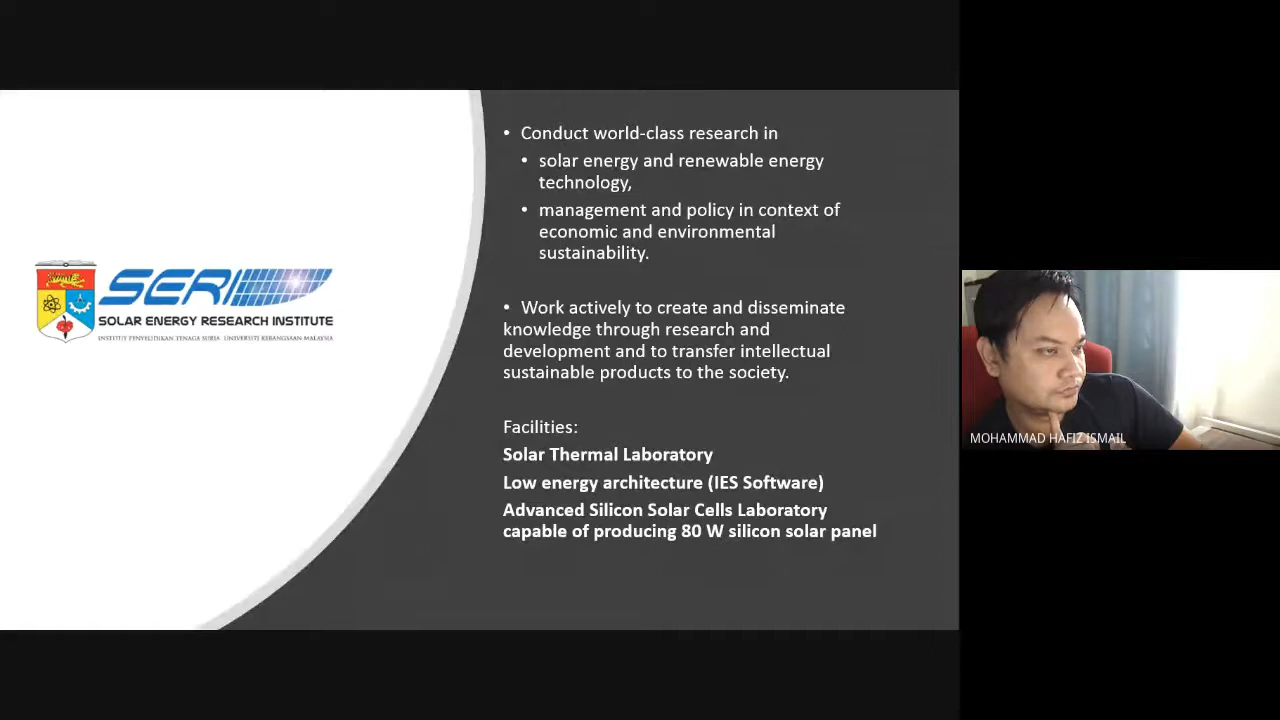 SERI
SOLAR ENERGY RESEARCH INSTITUTE
INSTITUT PENYELIDIKAN TENAGA SURIA UNIVERSITI KEBANGSAAN MALAYSIA
• Conduct world-class research in
• solar energy and renewable energy
technology,
• management and policy in context of
economic and environmental
sustainability.
• Work actively to create and disseminate
knowledge through research and
development and to transfer intellectual
sustainable products to the society.
Facilities:
Solar Thermal Laboratory
Low energy architecture (IES Software)
Advanced Silicon Solar Cells Laboratory
capable of producing 80 W silicon solar panel
MOHAMMAD HAFIZ ISMAIL